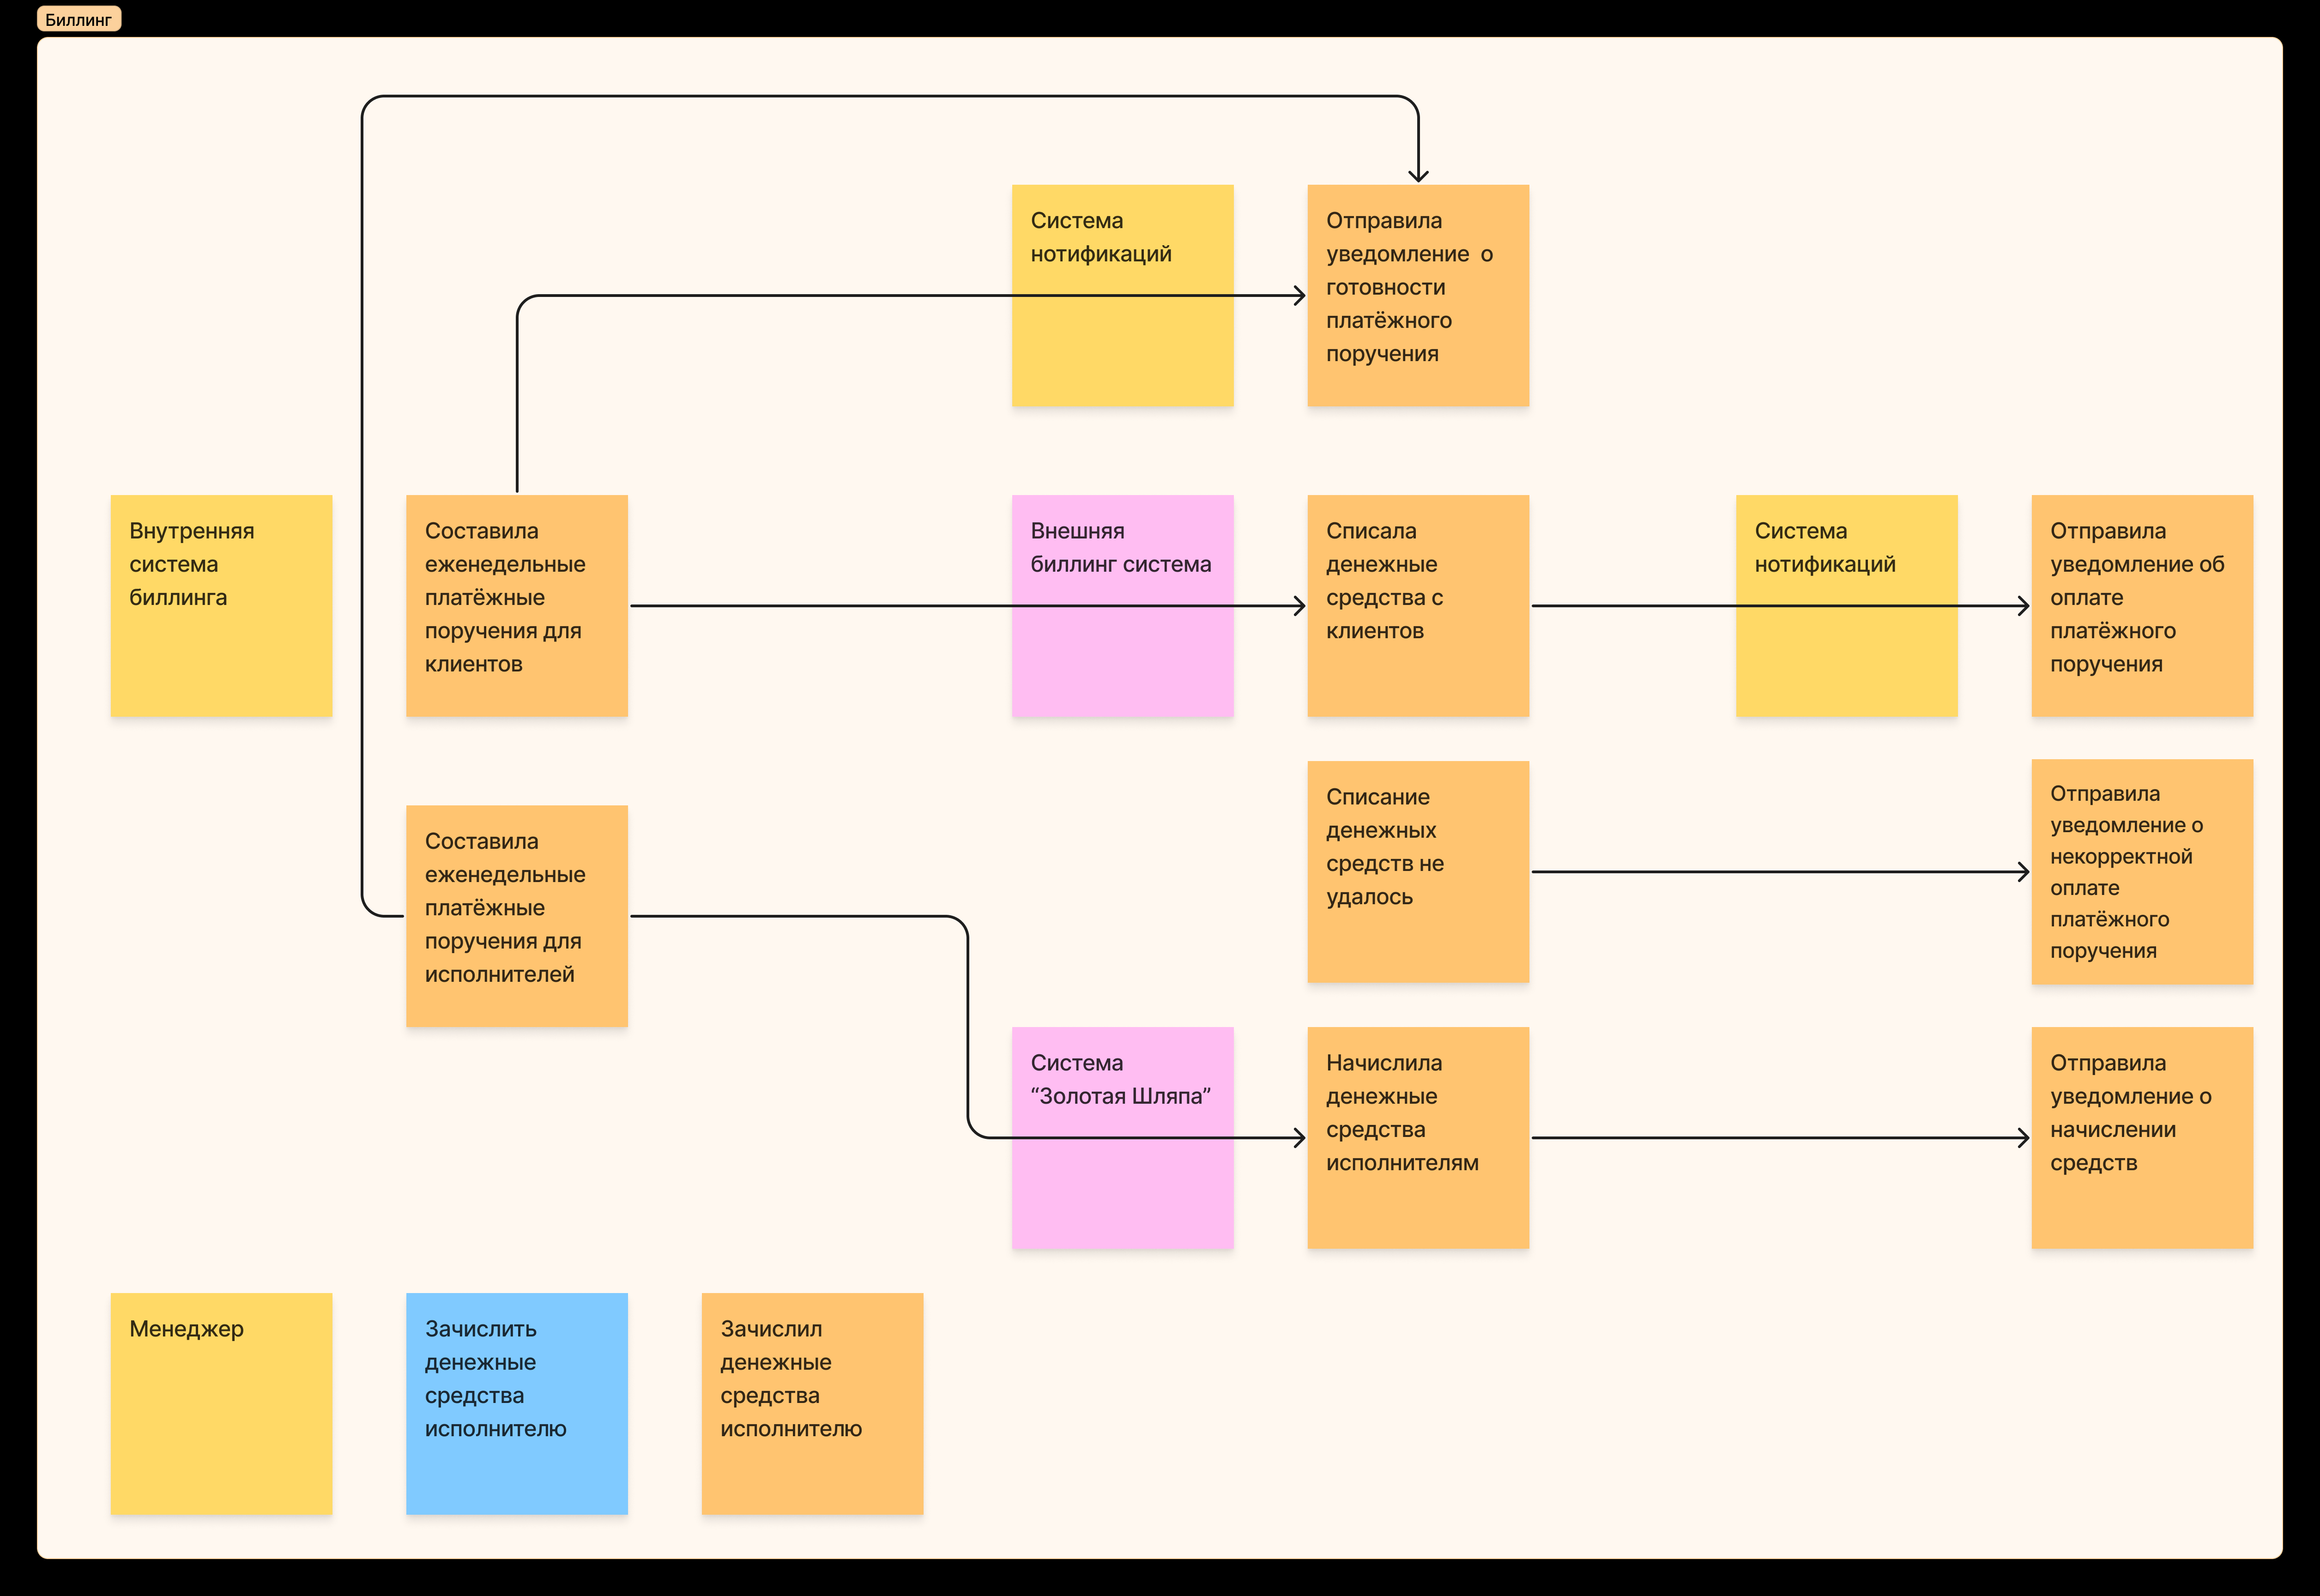 Биллинг
Система
нотификаций
Отправила
уведомление  о
готовности
платёжного
поручения
Внутренняя
система
биллинга
Составила
еженедельные
платёжные
поручения для
клиентов
Внешняя
биллинг система
Списала
денежные
средства с
клиентов
Система
нотификаций
Отправила
уведомление об
оплате
платёжного
поручения
Составила
еженедельные
платёжные
поручения для
исполнителей
Списание
денежных
средств не
удалось
Отправила
уведомление о
некорректной
оплате
платёжного
поручения
Система
“Золотая Шляпа”
Начислила
денежные
средства
исполнителям
Отправила
уведомление о
начислении
средств
Менеджер
Зачислить
денежные
средства
исполнителю
Зачислил
денежные
средства
исполнителю